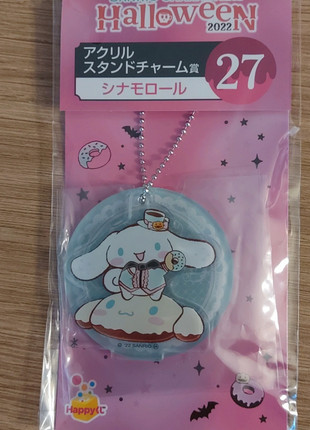 Halloween
2022
アクリル
スタンドチャーム賞
27
シナモロール
Happyくじ